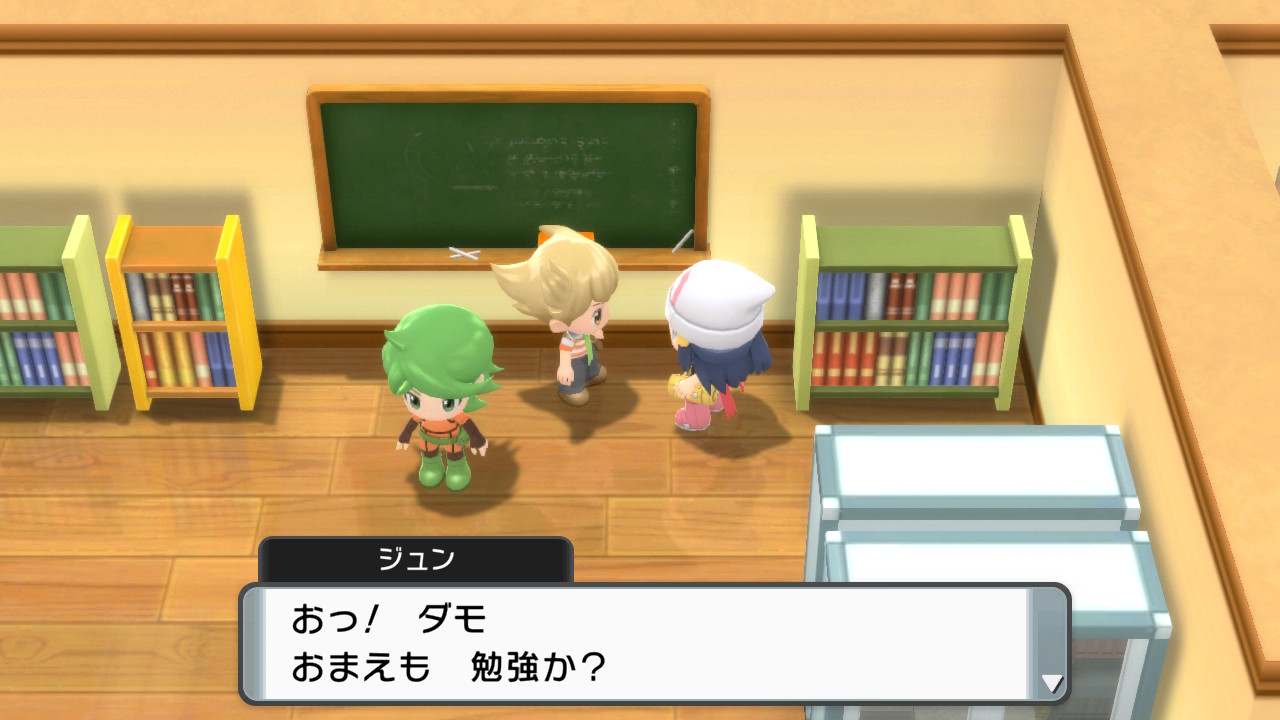 ジュン
おっ！　ダモ
おまえも　勉強か？